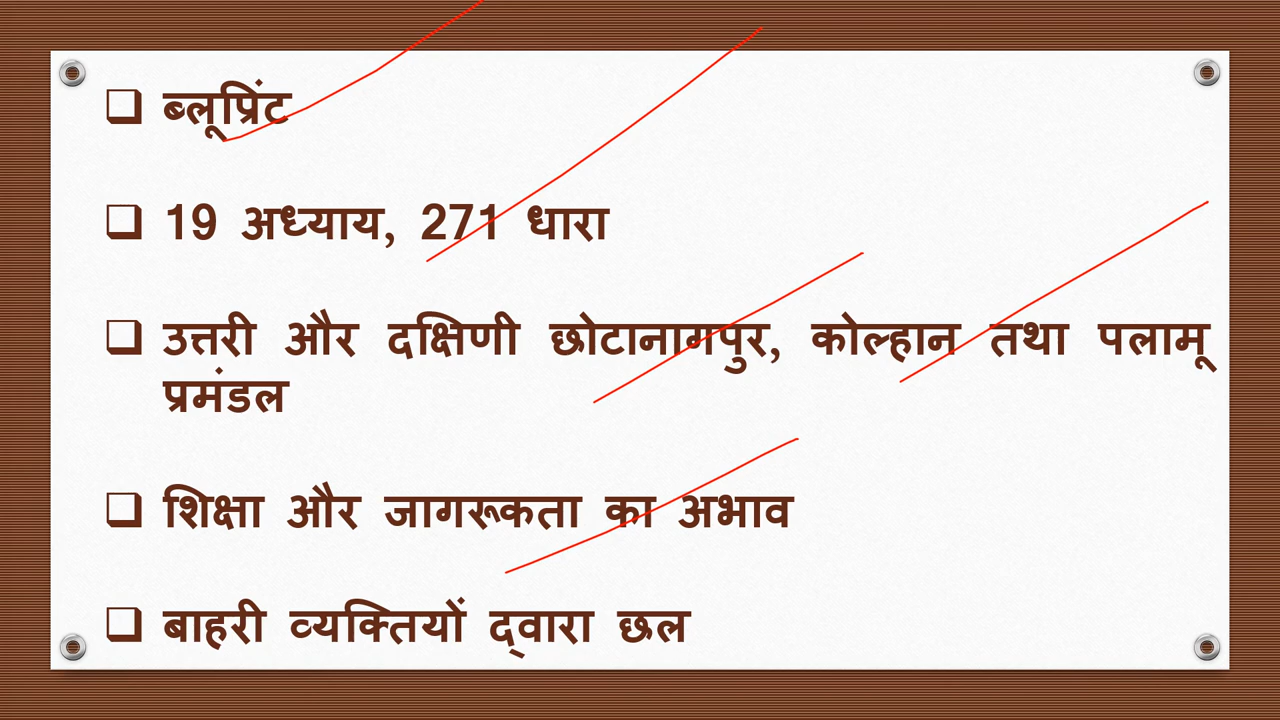 ब्लूप्रिंट
19 अध्याय, 271 धारा
उत्तरी और दक्षिणी छोटानागपुर, कोल्हान तथा पलामू
प्रमंडल
शिक्षा और जागरूकता का अभाव
बाहरी व्यक्तियों द्वारा छल